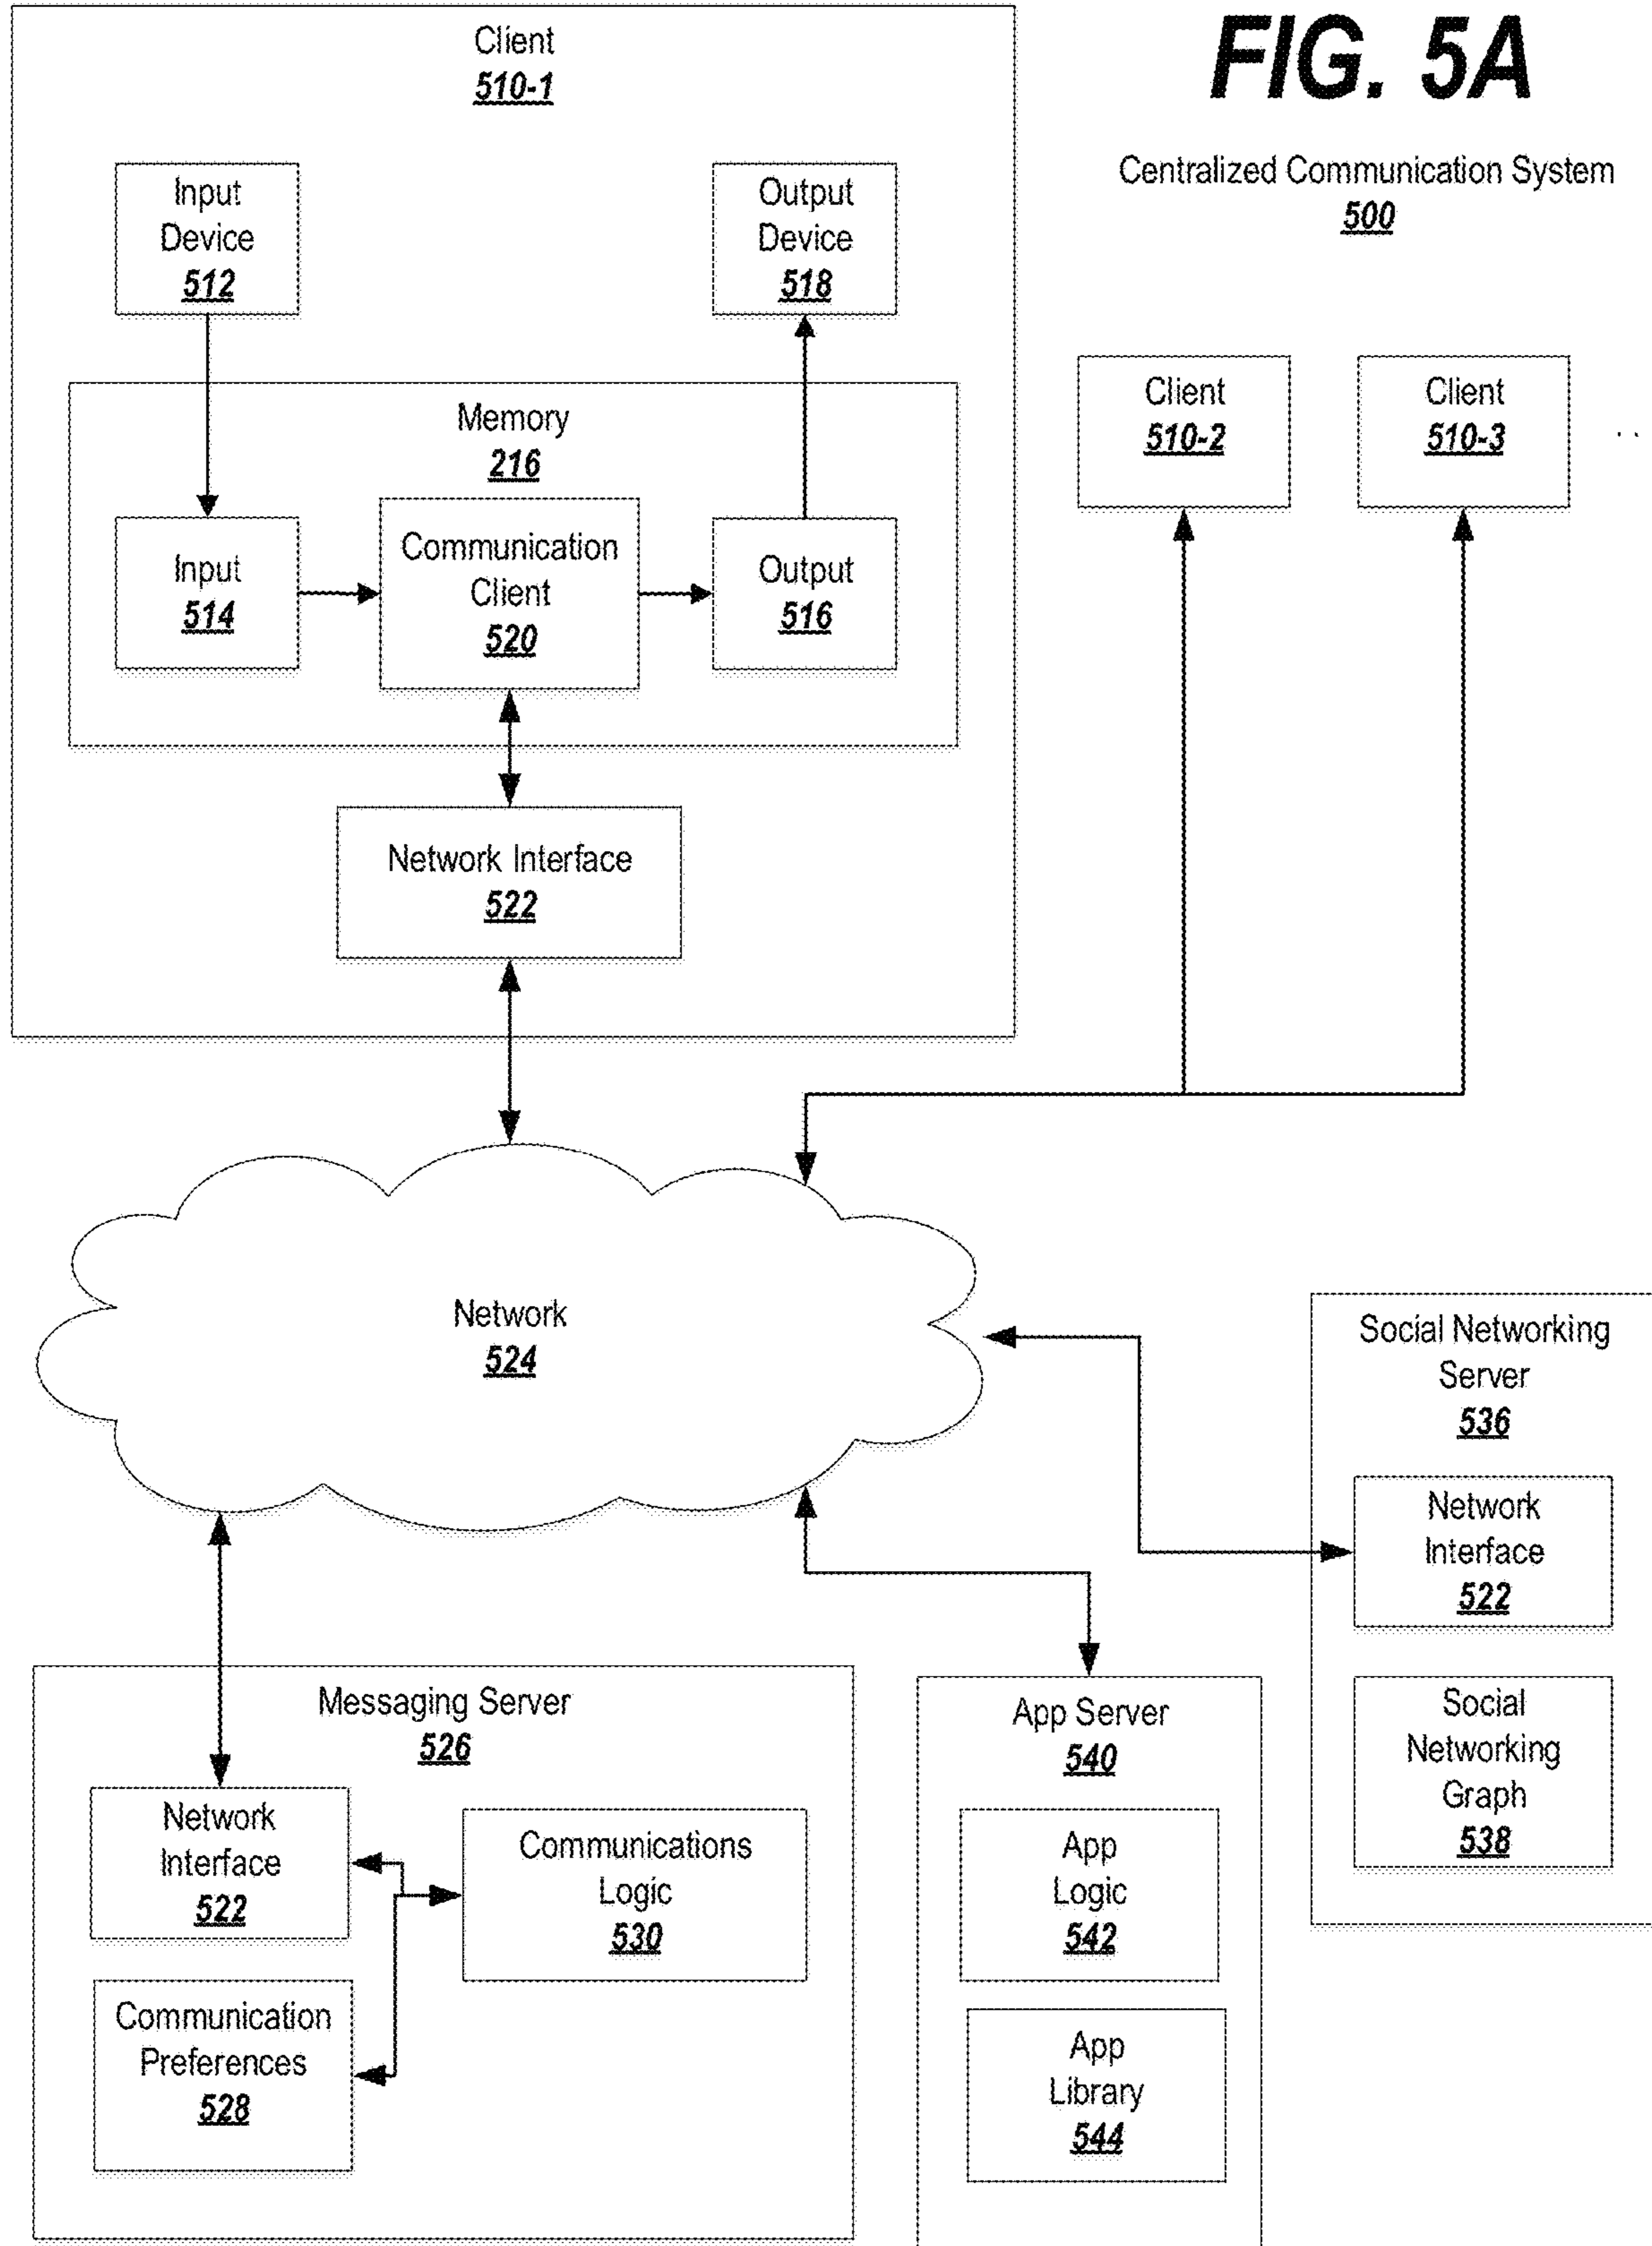 FIG. 5A
Centralized Communication System
500
Client
510-1
Input
Device
512
Output
Device
518
Memory
216
Input
514
Communication
Client
520
Output
516
Network Interface
522
Client
510-2
Client
510-3
. .
Network
524
Social Networking
Server
536
Network
Interface
522
Social
Networking
Graph
538
Messaging Server
526
Network
Interface
522
Communications
Logic
530
Communication
Preferences
528
App Server
540
App
Logic
542
App
Library
544